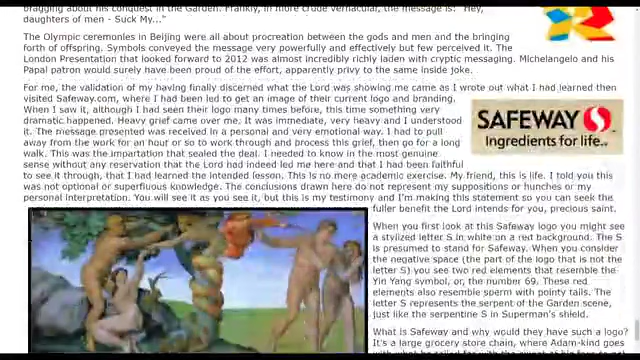 bragging about his conquest in the Garden. Frankly, in more crude vernacular, the message is: "Hey,
daughters of men - Suck My..."
The Olympic ceremonies in Beijing were all about procreation between the gods and men and the bringing
forth of offspring. Symbols conveyed the message very powerfully and effectively but few perceived it. The
London Presentation that looked forward to 2012 was almost incredibly richly laden with cryptic messaging. Michelangelo and his
Papal patron would surely have been proud of the effort, apparently privy to the same inside joke.
For me, the validation of my having finally discerned what the Lord was showing me came as I wrote out what I had learned then
visited Safeway.com, where I had been led to get an image of their current logo and branding.
When I saw it, although I had seen their logo many times before, this time something very
dramatic happened. Heavy grief came over me. It was immediate, very heavy and I understood
it. The message presented was received in a personal and very emotional way. I had to pull
away from the work for an hour or so to work through and process this grief, then go for a long
walk. This was the impartation that sealed the deal. I needed to know in the most genuine
sense without any reservation that the Lord had indeed led me here and that I had been faithful
to see it through, that I had learned the intended lesson. This is no mere academic exercise. My friend, this is life. I told you this
was not optional or superfluous knowledge. The conclusions drawn here do not represent my suppositions or hunches or my
personal interpretation. You will see it as you see it, but this is my testimony and I'm making this statement so you can seek the
fuller benefit the Lord intends for you, precious saint.
SAFEWAY
Ingredients for life..
When you first look at this Safeway logo you might see
a stylized letter S in white on a red background. The S
is presumed to stand for Safeway. When you consider
the negative space (the part of the logo that is not the
letter S) you see two red elements that resemble the
Yin Yang symbol, or, the number 69. These red
elements also resemble sperm with pointy tails. The
letter S represents the serpent of the Garden scene,
just like the serpentine S in Superman's shield.
What is Safeway and why would they have such a logo?
It's a large grocery store chain, where Adam-kind goes